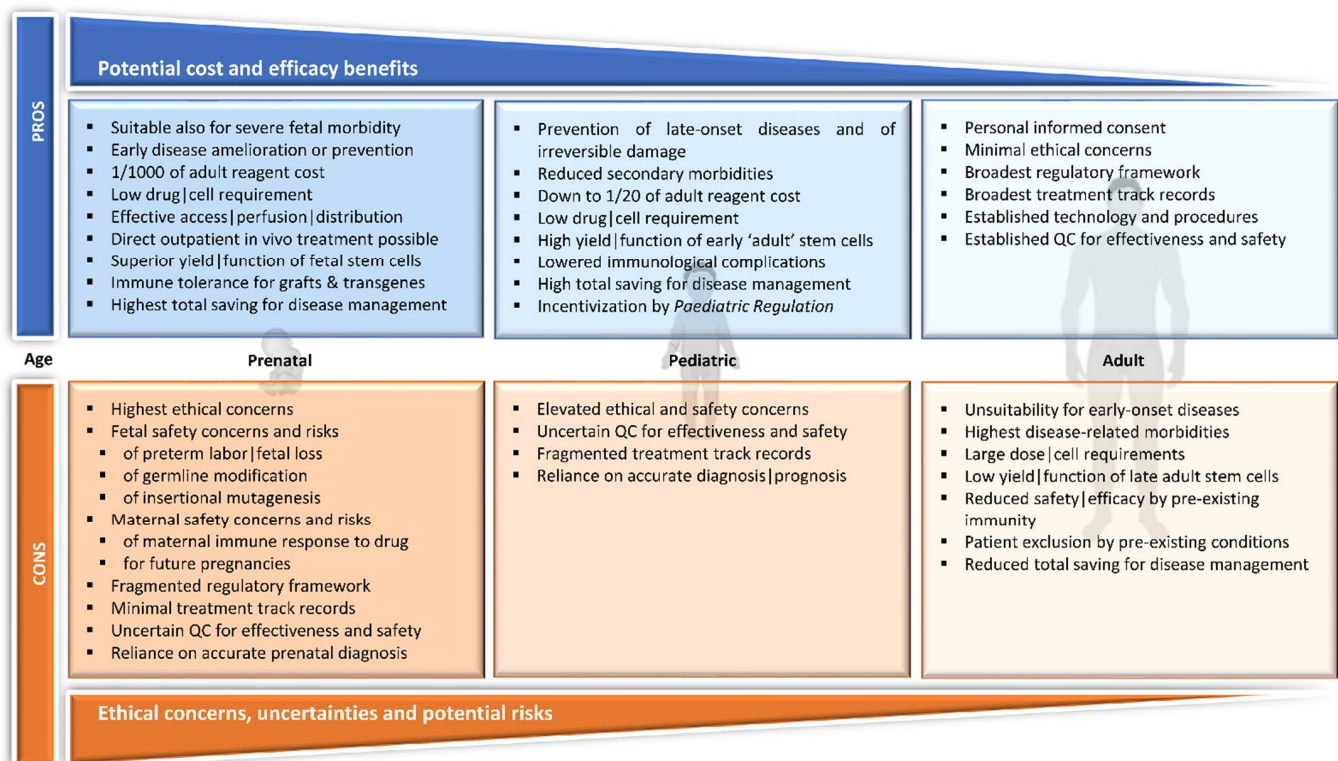 PROS
Potential cost and efficacy benefits
▪ Suitable also for severe fetal morbidity
▪ Early disease amelioration or prevention
▪ 1/1000 of adult reagent cost
▪ Low drug|cell requirement
▪ Effective access|perfusion|distribution
▪ Direct outpatient in vivo treatment possible
▪ Superior yield|function of fetal stem cells
▪ Immune tolerance for grafts & transgenes
▪ Highest total saving for disease management
▪ Prevention of late-onset diseases and of
irreversible damage
▪ Reduced secondary morbidities
▪ Down to 1/20 of adult reagent cost
▪ Low drug|cell requirement
▪ High yield|function of early ‘adult’ stem cells
▪ Lowered immunological complications
▪ High total saving for disease management
▪ Incentivization by Paediatric Regulation
▪ Personal informed consent
▪ Minimal ethical concerns
▪ Broadest regulatory framework
▪ Broadest treatment track records
▪ Established technology and procedures
▪ Established QC for effectiveness and safety
Age
Prenatal
Pediatric
Adult
CONS
▪ Highest ethical concerns
▪ Fetal safety concerns and risks
▪ of preterm labor|fetal loss
▪ of germline modification
▪ of insertional mutagenesis
▪ Maternal safety concerns and risks
▪ of maternal immune response to drug
▪ for future pregnancies
▪ Fragmented regulatory framework
▪ Minimal treatment track records
▪ Uncertain QC for effectiveness and safety
▪ Reliance on accurate prenatal diagnosis
▪ Elevated ethical and safety concerns
▪ Uncertain QC for effectiveness and safety
▪ Fragmented treatment track records
▪ Reliance on accurate diagnosis|prognosis
▪ Unsuitability for early-onset diseases
▪ Highest disease-related morbidities
▪ Large dose|cell requirements
▪ Low yield|function of late adult stem cells
▪ Reduced safety|efficacy by pre-existing
immunity
▪ Patient exclusion by pre-existing conditions
▪ Reduced total saving for disease management
Ethical concerns, uncertainties and potential risks